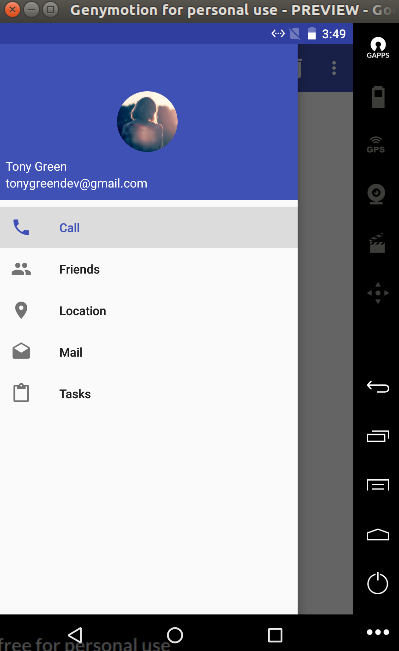 Genymotion for personal use - PREVIEW - Go
3:49
GAPPS
Tony Green
tonygreendev@gmail.com
GPS
Call
Friends
Location
Mail
Tasks
free for personal use